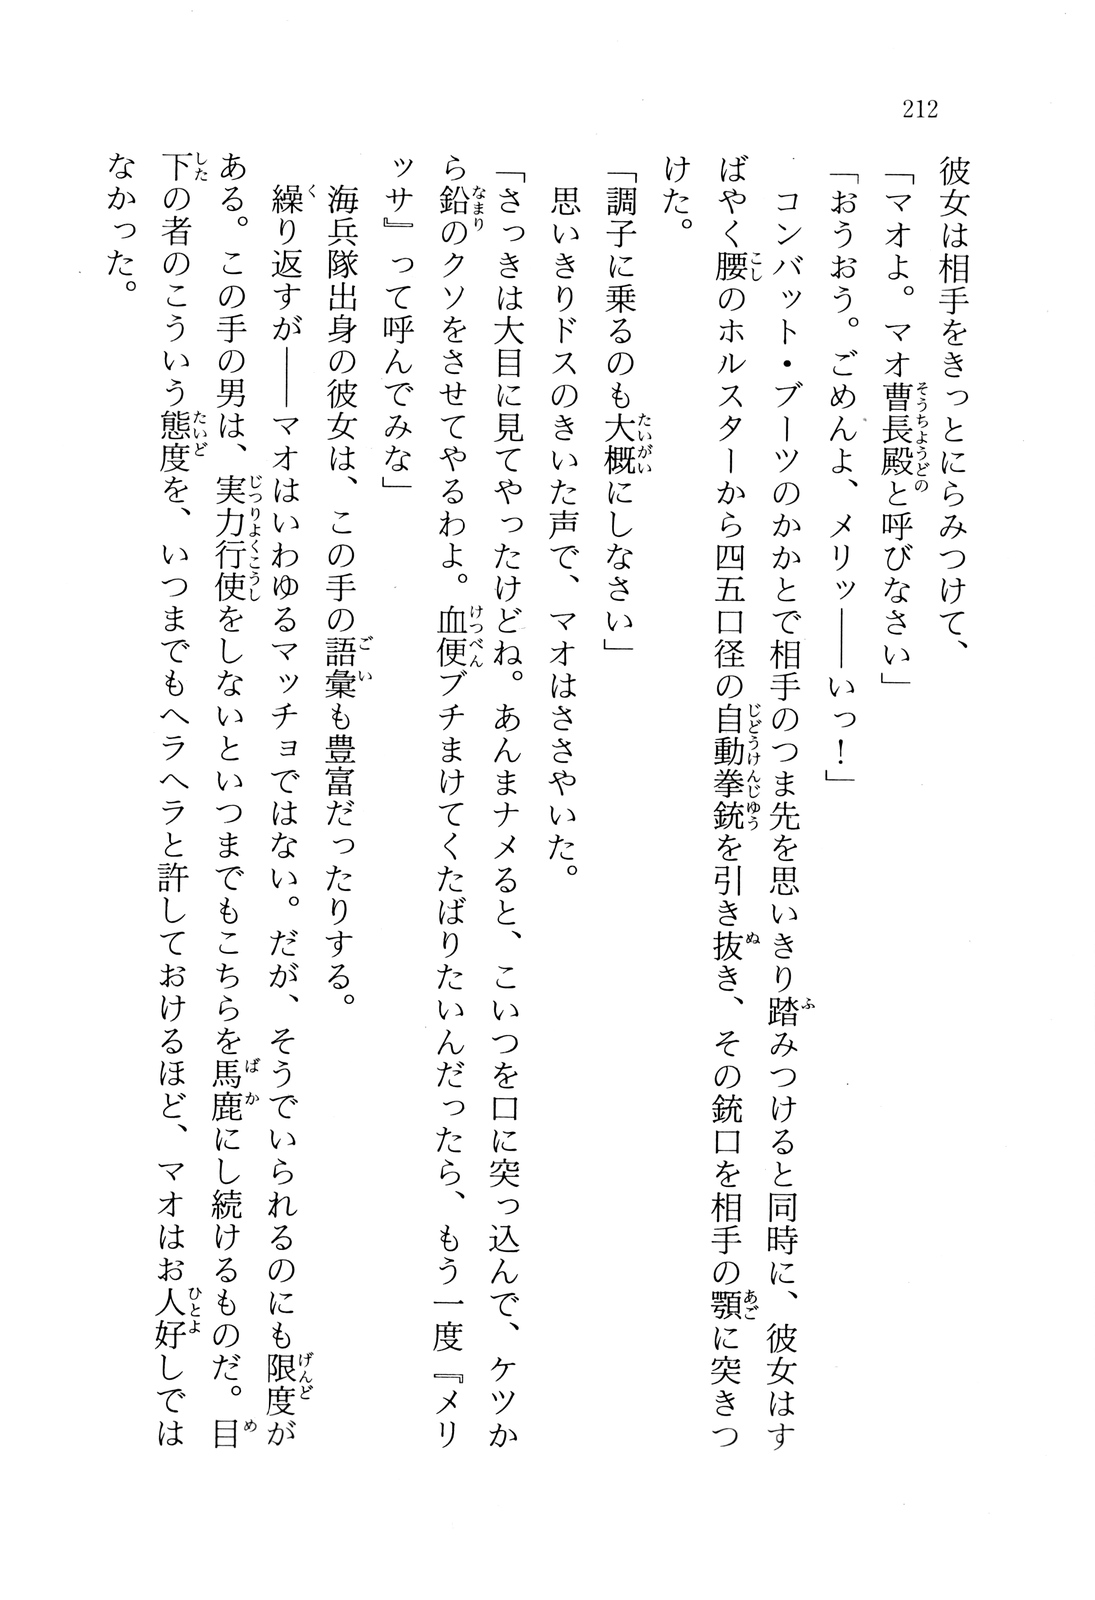 212
彼女は相手をきっとにらみつけて、
「マオよ。マオ曹長殿と呼びなさい」
「おうおう。ごめんよ、メリッ――いっ！」
　コンバット・ブーツのかかとで相手のつま先を思いきり踏みつけると同時に、彼女はす
ばやく腰のホルスターから四五口径の自動拳銃を引き抜き、その銃口を相手の顎に突きつ
けた。
「調子に乗るのも大概にしなさい」
　思いきりドスのきいた声で、マオはささやいた。
「さっきは大目に見てやったけどね。あんまナメると、こいつを口に突っ込んで、ケツか
ら鉛のクソをさせてやるわよ。血便ブチまけてくたばりたいんだったら、もう一度『メリ
ッサ』って呼んでみな」
　海兵隊出身の彼女は、この手の語彙も豊富だったりする。
　繰り返すが――マオはいわゆるマッチョではない。だが、そうでいられるのにも限度が
ある。この手の男は、実力行使をしないといつまでもこちらを馬鹿にし続けるものだ。目
下の者のこういう態度を、いつまでもヘラヘラと許しておけるほど、マオはお人好しでは
なかった。